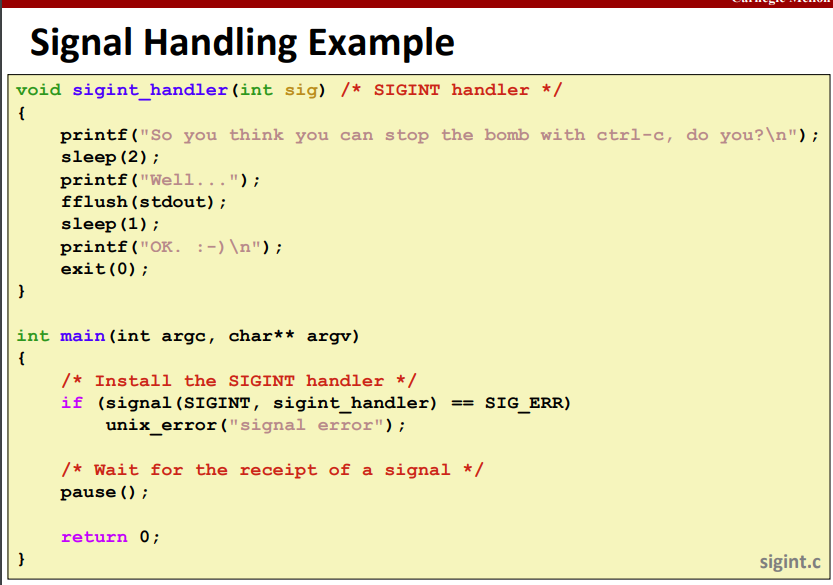 Carnegie Mellon
Signal Handling Example
void sigint_handler(int sig) /* SIGINT handler */
{
    printf("So you think you can stop the bomb with ctrl-c, do you?\n");
    sleep(2);
    printf("Well...");
    fflush(stdout);
    sleep(1);
    printf("OK. :-)\n");
    exit(0);
}
int main(int argc, char** argv)
{
    /* Install the SIGINT handler */
    if (signal(SIGINT, sigint_handler) == SIG_ERR)
        unix_error("signal error");
    /* Wait for the receipt of a signal */
    pause();
    return 0;
}
sigint.c